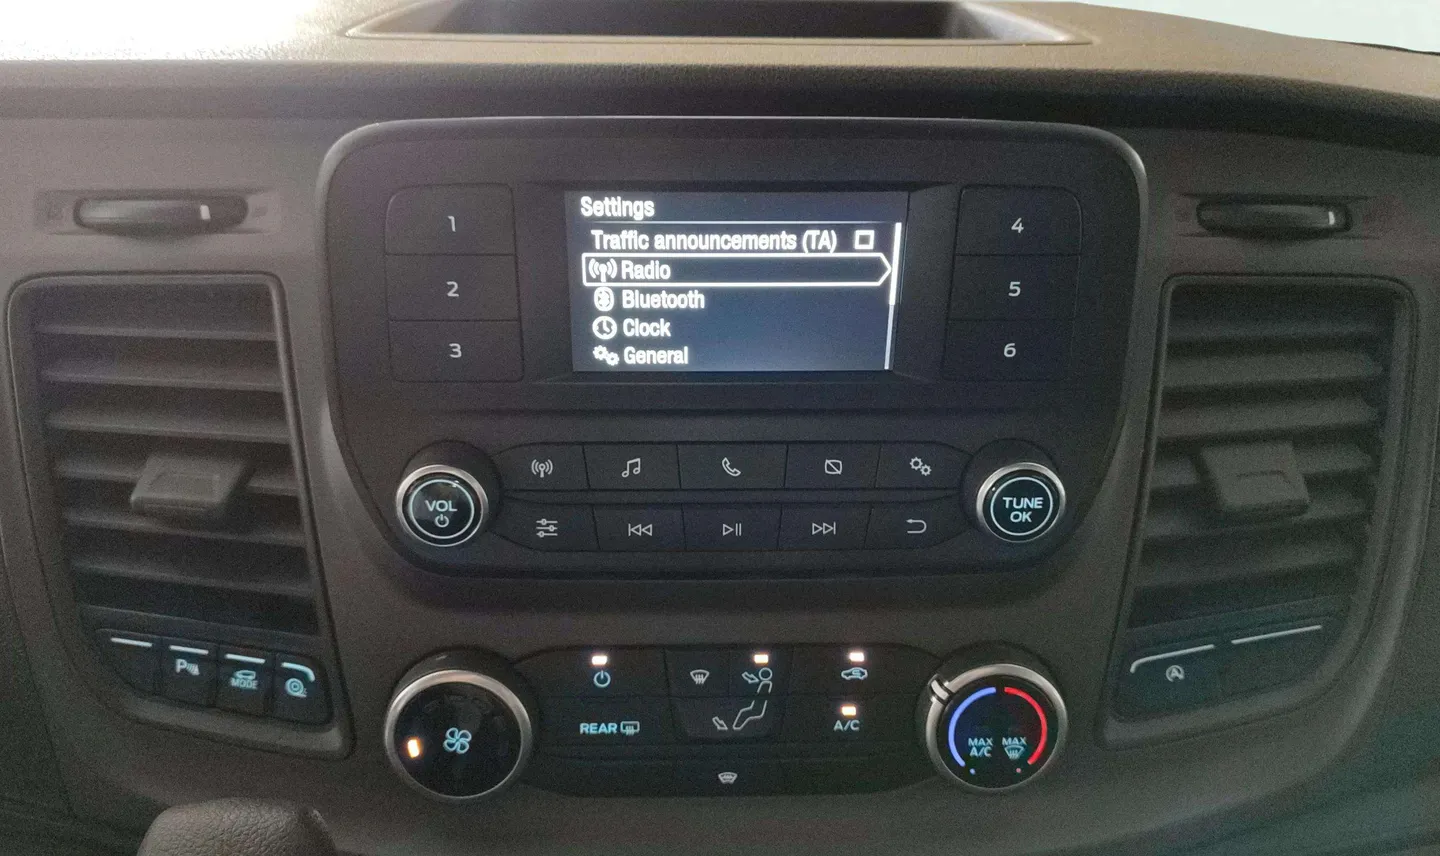 1
2
3
Settings
Traffic announcements (TA)
Radio
Bluetooth
Clock
General
4
5
6
VOL
TUNE
OK
P
MODE
REAR
A/C
MAX
A/C
MAX
A